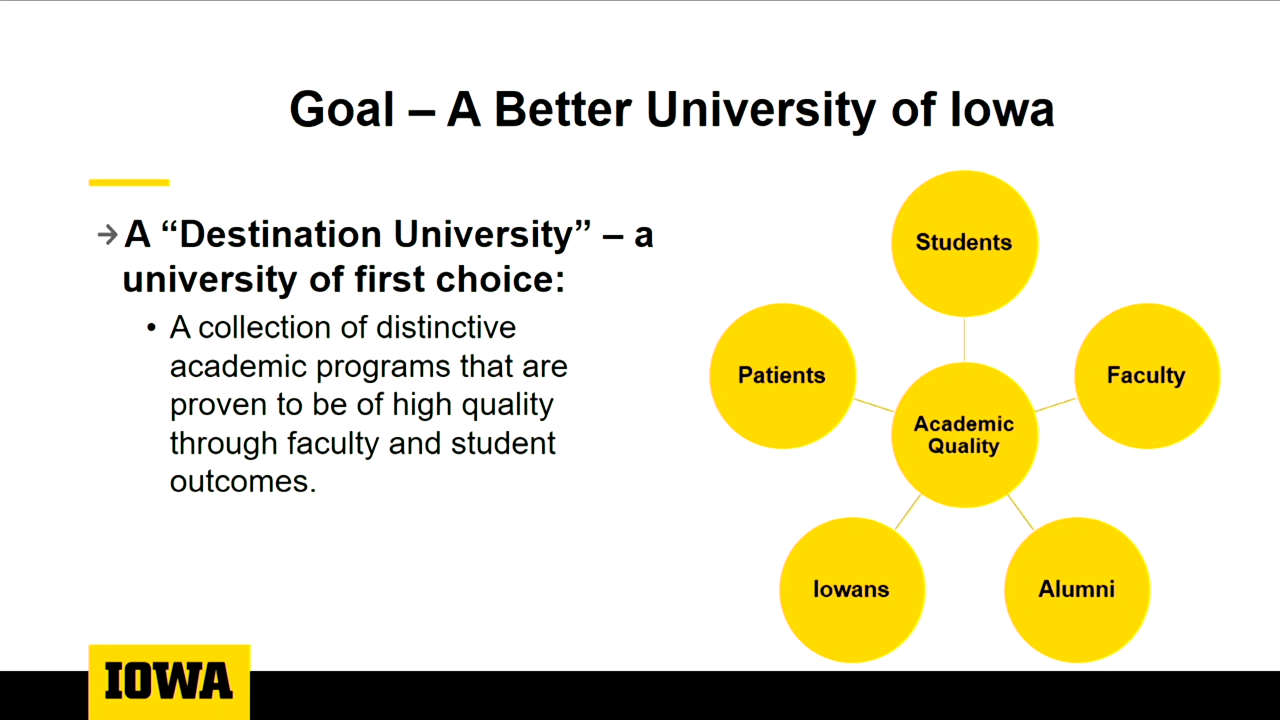 Goal – A Better University of Iowa
→A “Destination University” – a
university of first choice:
• A collection of distinctive
academic programs that are
proven to be of high quality
through faculty and student
outcomes.
Students
Patients
Faculty
Academic
Quality
Iowans
Alumni
IOWA